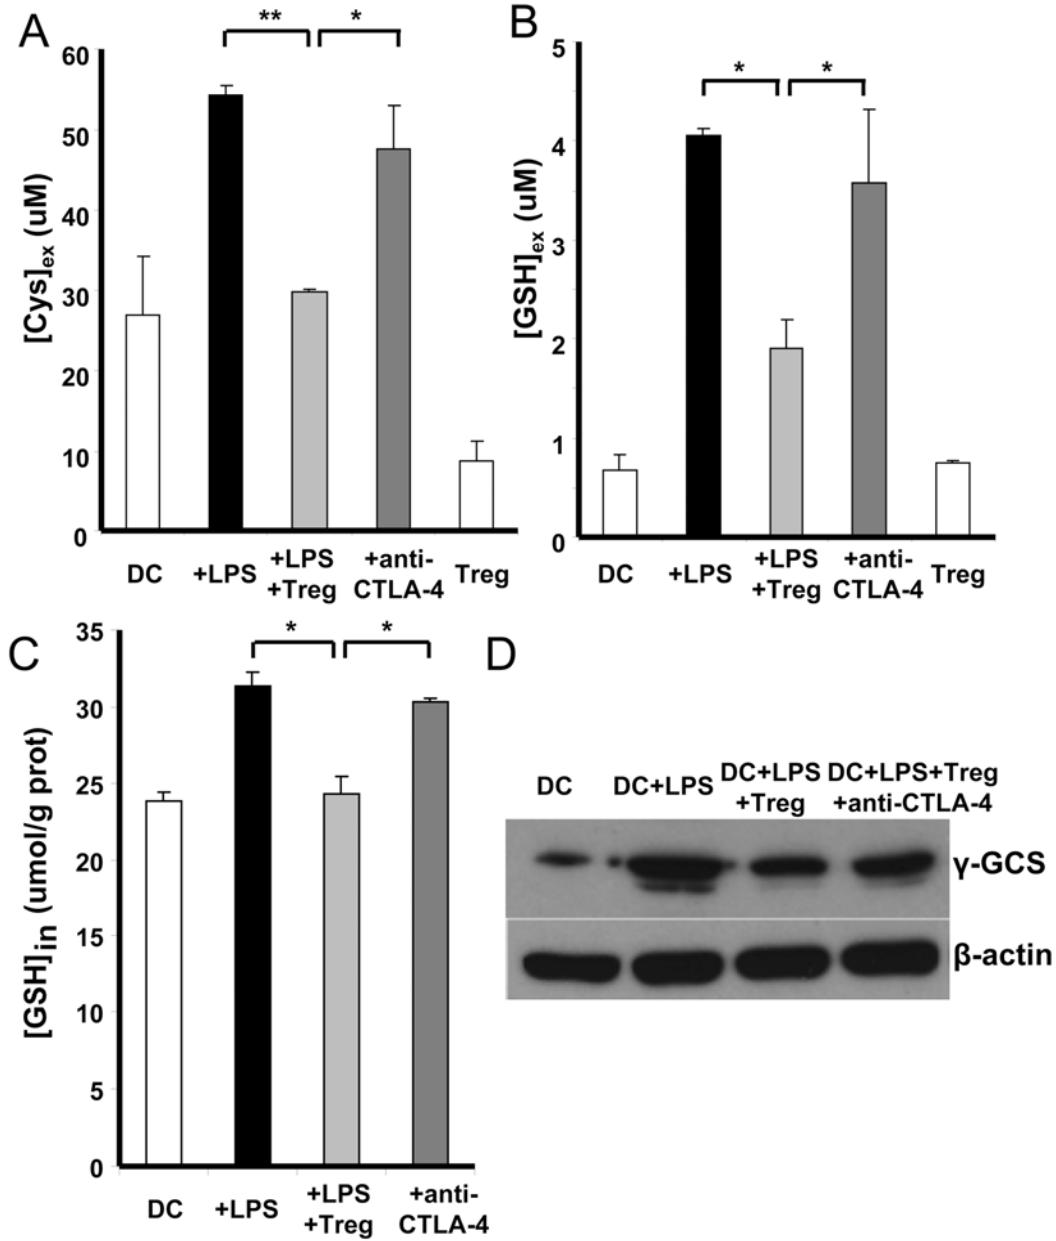 A
** *
[Cys]ex (uM)
60
50
40
30
20
10
0
DC
+LPS
+LPS
+Treg
+anti-
CTLA-4
Treg
B
* *
[GSH]ex (uM)
5
4
3
2
1
0
DC
+LPS
+LPS
+Treg
+anti-
CTLA-4
Treg
C
* *
[GSH]in (umol/g prot)
35
30
25
20
15
10
5
0
DC
+LPS
+LPS
+Treg
+anti-
CTLA-4
D
DC
DC+LPS
DC+LPS
+Treg
DC+LPS+Treg
+anti-CTLA-4
γ-GCS
β-actin